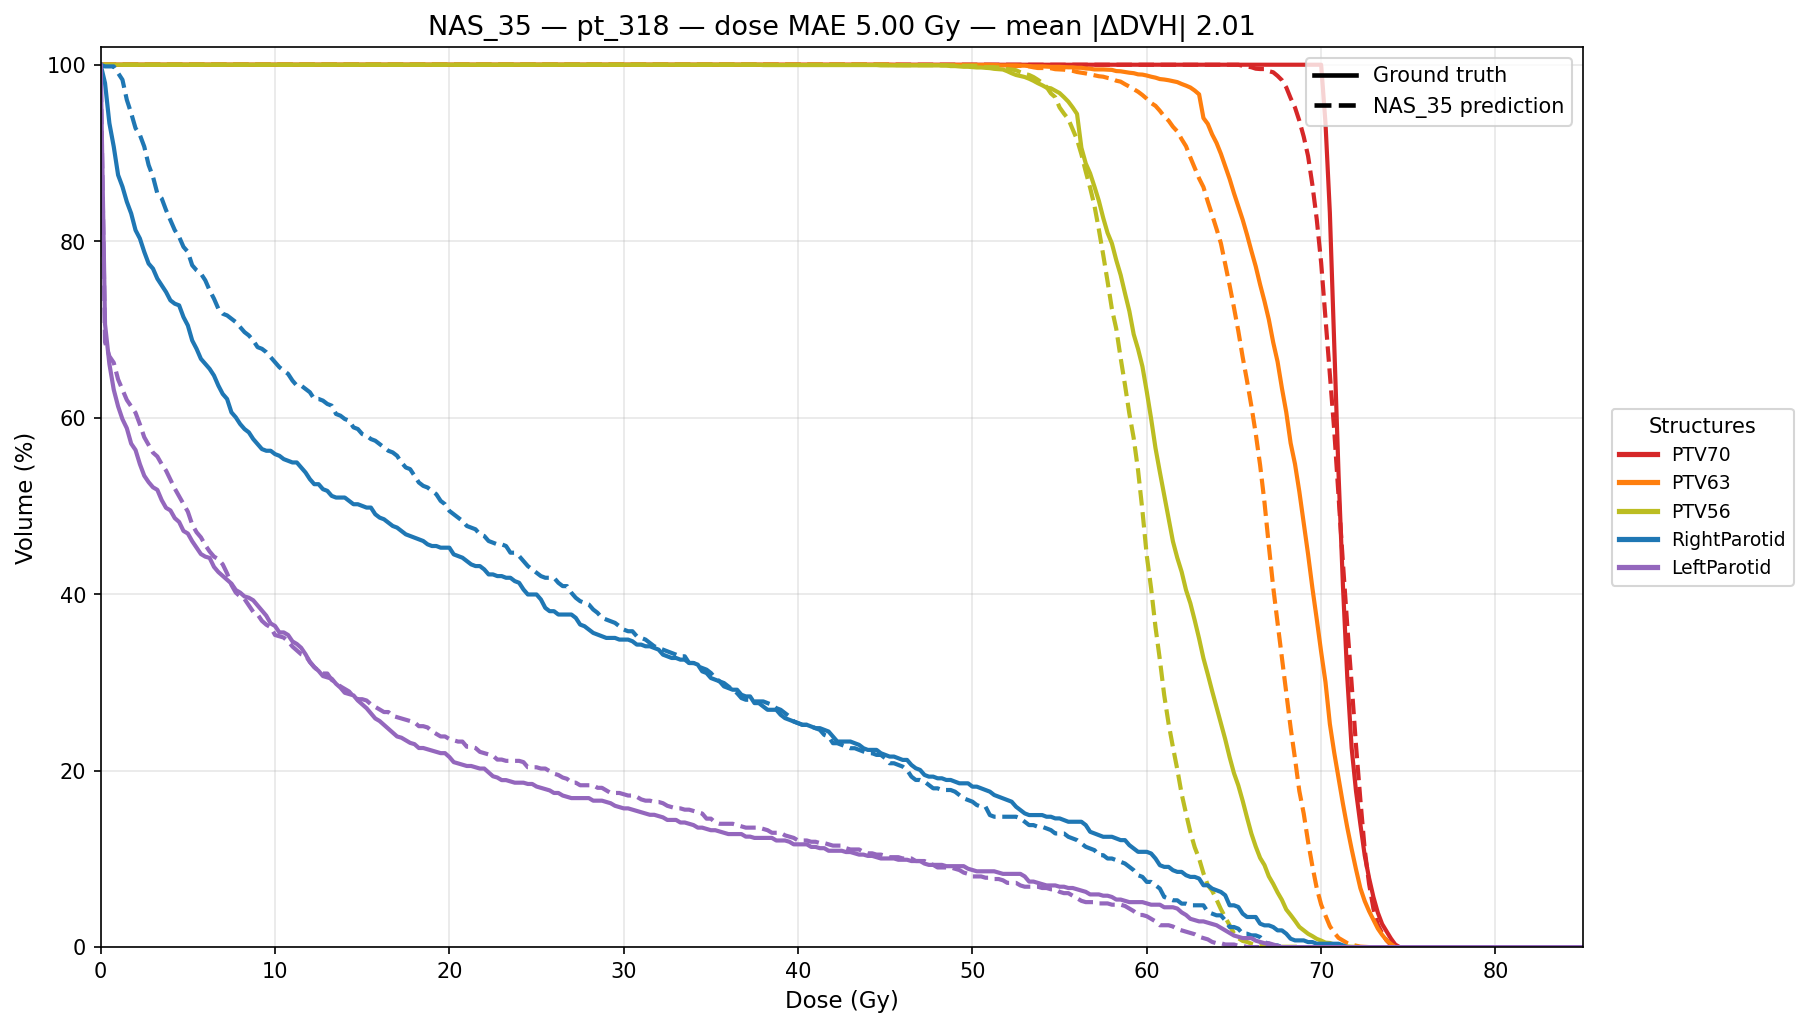 NAS_35 — pt_318 — dose MAE 5.00 Gy — mean |ΔDVH| 2.01
Ground truth
NAS_35 prediction
Volume (%)
100
80
60
40
20
0
0 10 20 30 40 50 60 70 80
Dose (Gy)
Structures
PTV70
PTV63
PTV56
RightParotid
LeftParotid